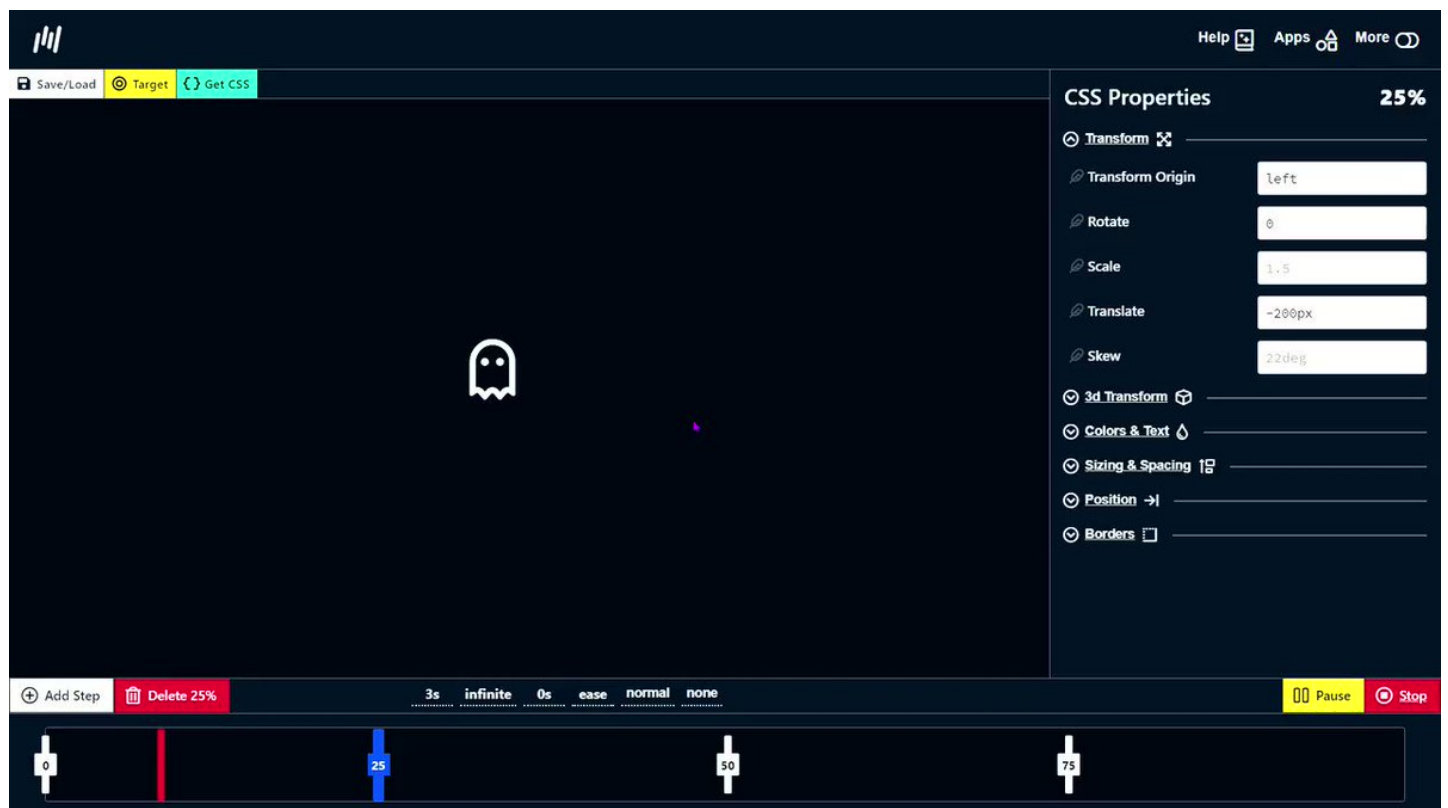 Help Apps More
Save/Load Target {} Get CSS
CSS Properties 25%
Transform
Transform Origin left
Rotate 0
Scale 1.5
Translate -200px
Skew 22deg
3d Transform
Colors & Text
Sizing & Spacing
Position
Borders
Add Step Delete 25% 3s infinite 0s ease normal none Pause Stop
0 25 50 75